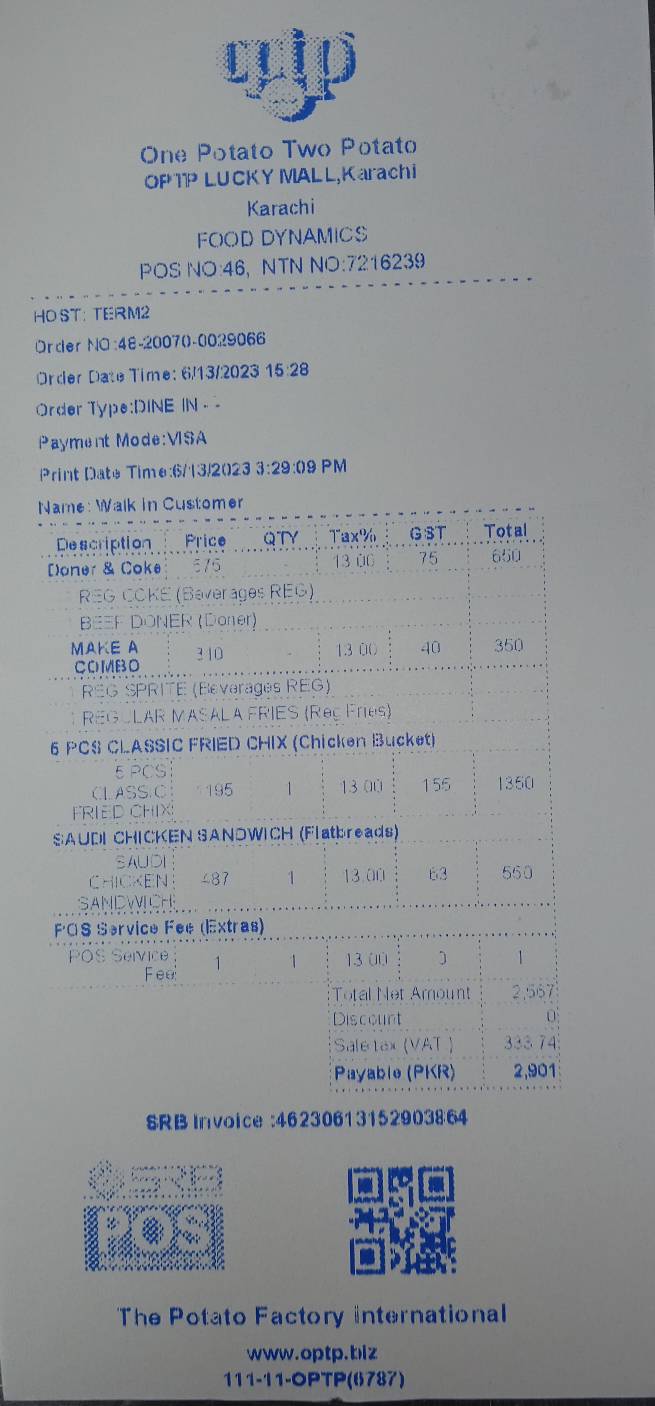 optp
One Potato Two Potato
OPTP LUCKY MALL,Karachi
Karachi
FOOD DYNAMICS
POS NO:46, NTN NO:7216239
HOST: TERM2
Order NO:48-20070-0029066
Order Date Time: 6/13/2023 15:28
Order Type:DINE IN - -
Payment Mode:VISA
Print Date Time:6/13/2023 3:29:09 PM
Name: Walk in Customer
Description Price QTY Tax% GST Total
Doner & Coke 575 13.00 75 650
REG COKE (Beverages REG)
BEEF DONER (Doner)
MAKE A
COMBO 310 13.00 40 350
REG SPRITE (Beverages REG)
REGULAR MASALA FRIES (Reg Fries)
5 PCS CLASSIC FRIED CHIX (Chicken Bucket)
5 PCS
CLASSIC 1195 1 13.00 155 1350
FRIED CHIX
SAUDI CHICKEN SANDWICH (Flatbreads)
SAUDI
CHICKEN 487 1 13.00 63 550
SANDWICH
POS Service Fee (Extras)
POS Service
Fee 1 1 13.00 0 1
Total Net Amount 2,567
Discount 0
Sale tax (VAT ) 333.74
Payable (PKR) 2,901
SRB Invoice :46230613152903864
SRB
POS
The Potato Factory International
www.optp.biz
111-11-OPTP(6787)